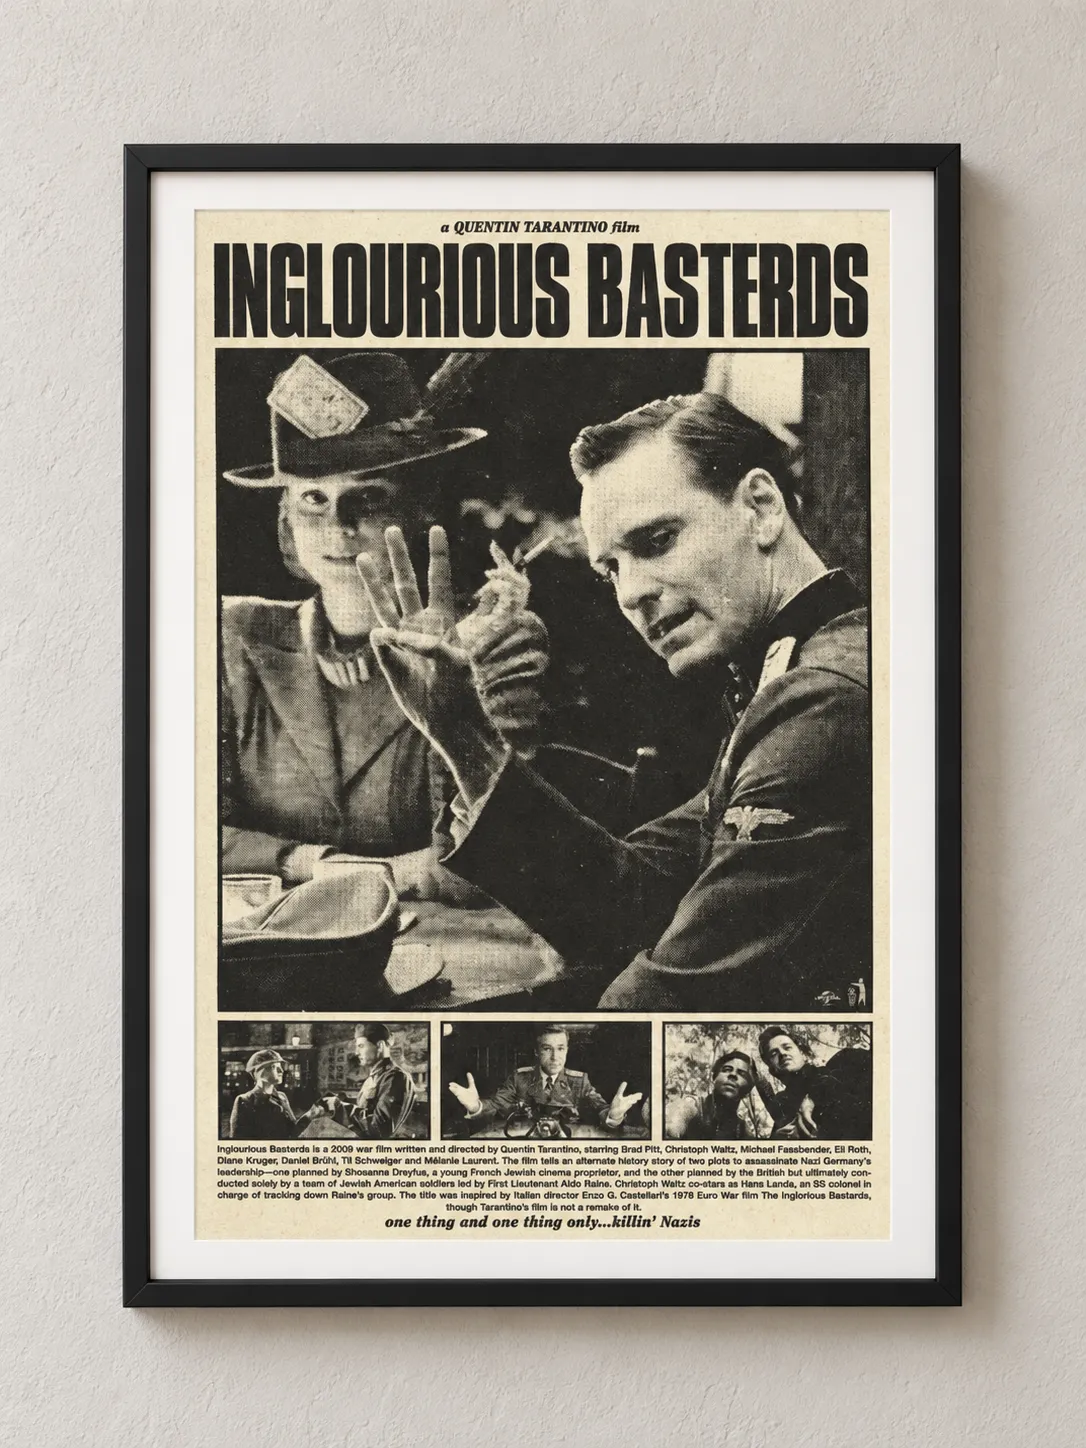 a QUENTIN TARANTINO film
INGLOURIOUS BASTERDS
Inglourious Basterds is a 2009 war film written and directed by Quentin Tarantino, starring Brad Pitt, Christoph Waltz, Michael Fassbender, Eli Roth,
Diane Kruger, Daniel Brühl, Til Schweiger and Mélanie Laurent. The film tells an alternate history story of two plots to assassinate Nazi Germany's
leadership—one planned by Shosanna Dreyfus, a young French Jewish cinema proprietor, and the other planned by the British but ultimately con-
ducted solely by a team of Jewish American soldiers led by First Lieutenant Aldo Raine. Christoph Waltz co-stars as Hans Landa, an SS colonel in
charge of tracking down Raine's group. The title was inspired by Italian director Enzo G. Castellari's 1978 Euro War film The Inglorious Bastards,
though Tarantino's film is not a remake of it.
one thing and one thing only...killin' Nazis